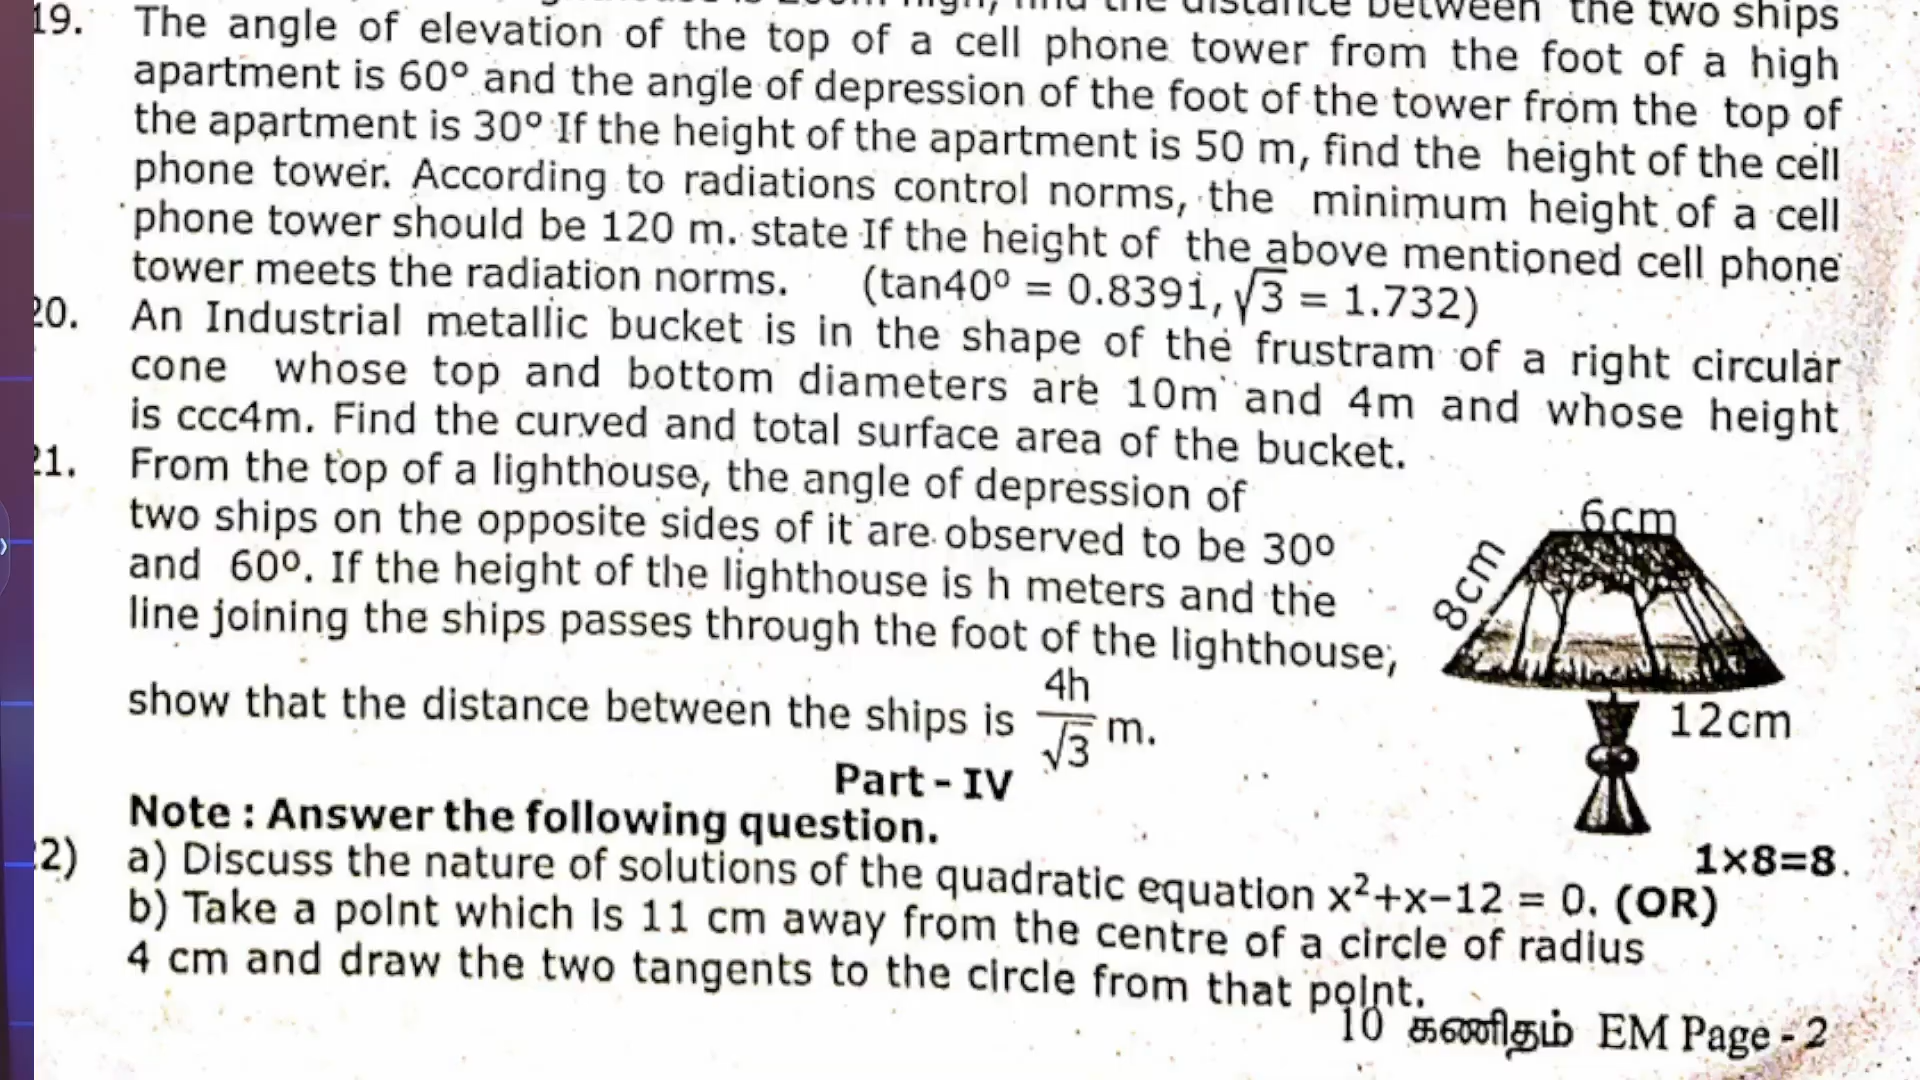 the distance between the two ships
19. The angle of elevation of the top of a cell phone tower from the foot of a high
apartment is 60º and the angle of depression of the foot of the tower from the top of
the apartment is 30º If the height of the apartment is 50 m, find the height of the cell
phone tower. According to radiations control norms, the minimum height of a cell
phone tower should be 120 m. state If the height of the above mentioned cell phone
tower meets the radiation norms. (tan40º = 0.8391, √3 = 1.732)
20. An Industrial metallic bucket is in the shape of the frustram of a right circular
cone whose top and bottom diameters are 10m and 4m and whose height
is ccc4m. Find the curved and total surface area of the bucket.
21. From the top of a lighthouse, the angle of depression of
two ships on the opposite sides of it are observed to be 30º
and 60º. If the height of the lighthouse is h meters and the
line joining the ships passes through the foot of the lighthouse,
show that the distance between the ships is 4h/√3 m.
6cm
8cm
12cm
Part - IV
Note : Answer the following question.
1x8=8.
2) a) Discuss the nature of solutions of the quadratic equation x²+x–12 = 0. (OR)
b) Take a point which is 11 cm away from the centre of a circle of radius
4 cm and draw the two tangents to the circle from that point.
10 கணிதம் EM Page - 2